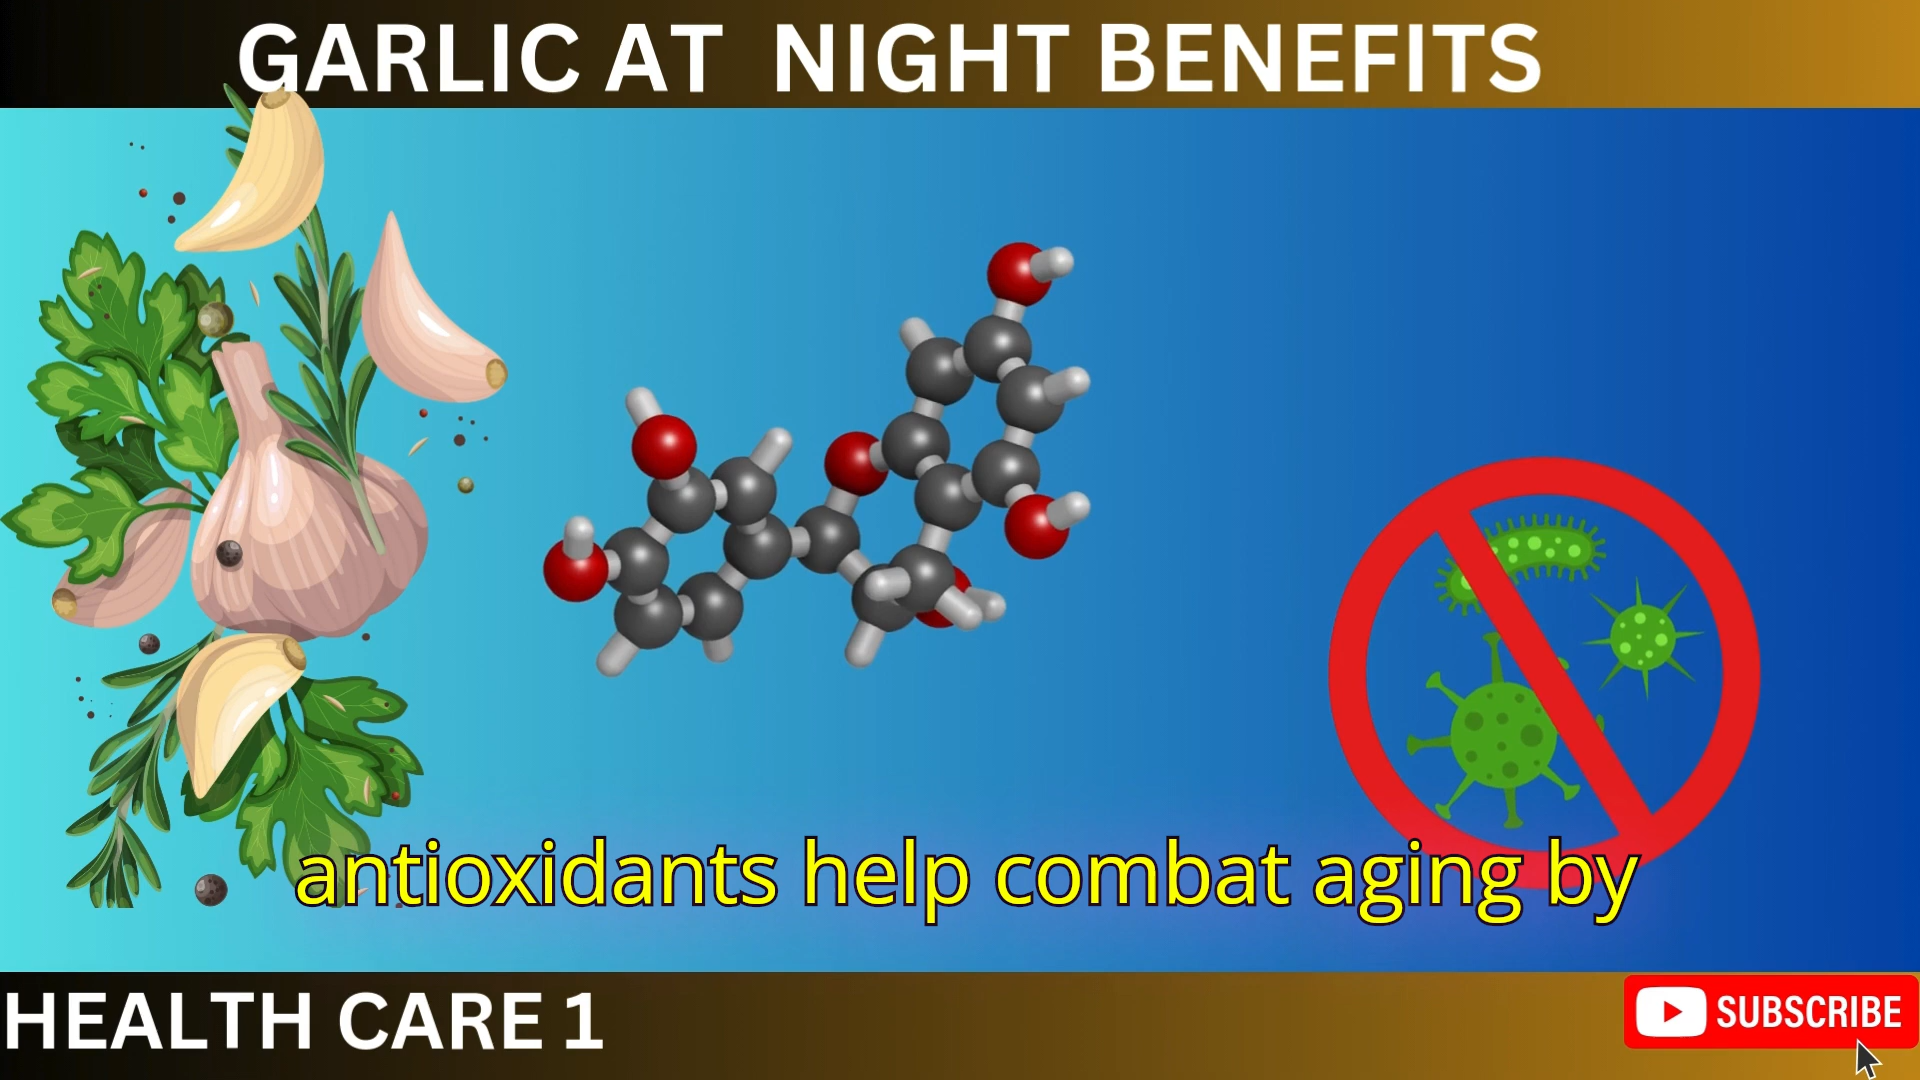 GARLIC AT NIGHT BENEFITS
antioxidants help combat aging by
HEALTH CARE 1
SUBSCRIBE